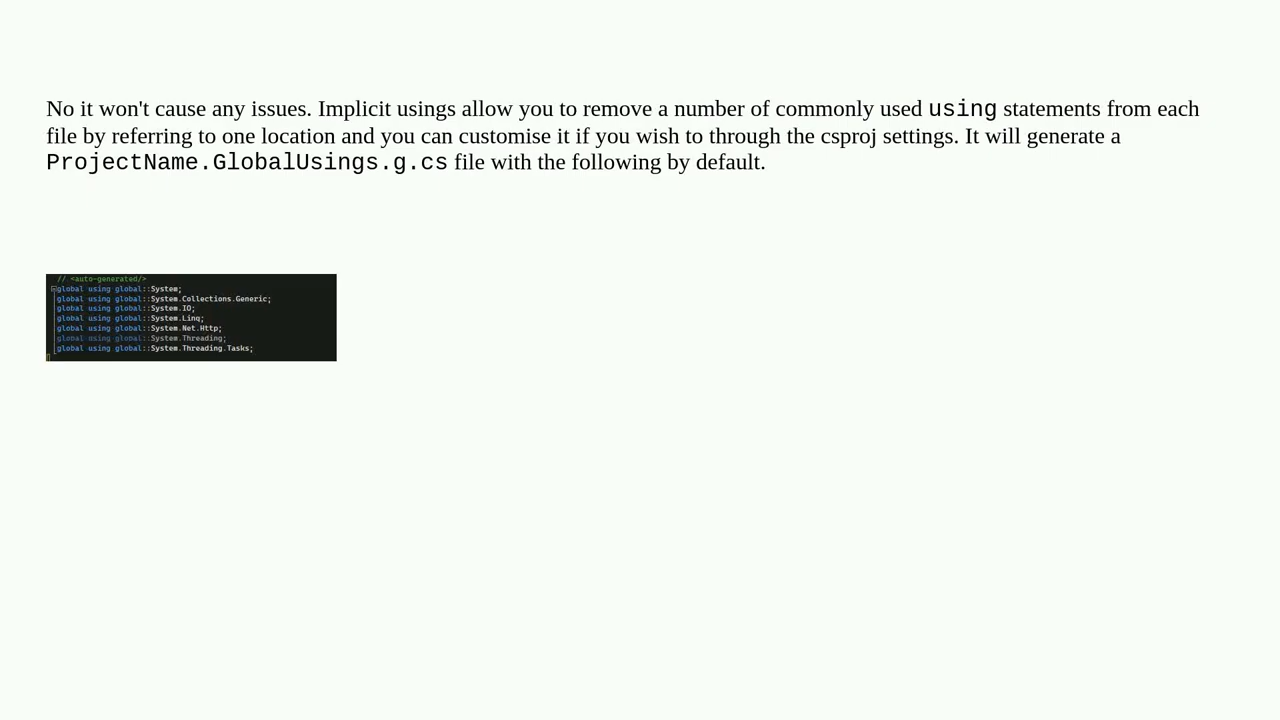 No it won't cause any issues. Implicit usings allow you to remove a number of commonly used using statements from each
file by referring to one location and you can customise it if you wish to through the csproj settings. It will generate a
ProjectName.GlobalUsings.g.cs file with the following by default.
// <auto-generated/>
global using global::System;
global using global::System.Collections.Generic;
global using global::System.IO;
global using global::System.Linq;
global using global::System.Net.Http;
global using global::System.Threading;
global using global::System.Threading.Tasks;